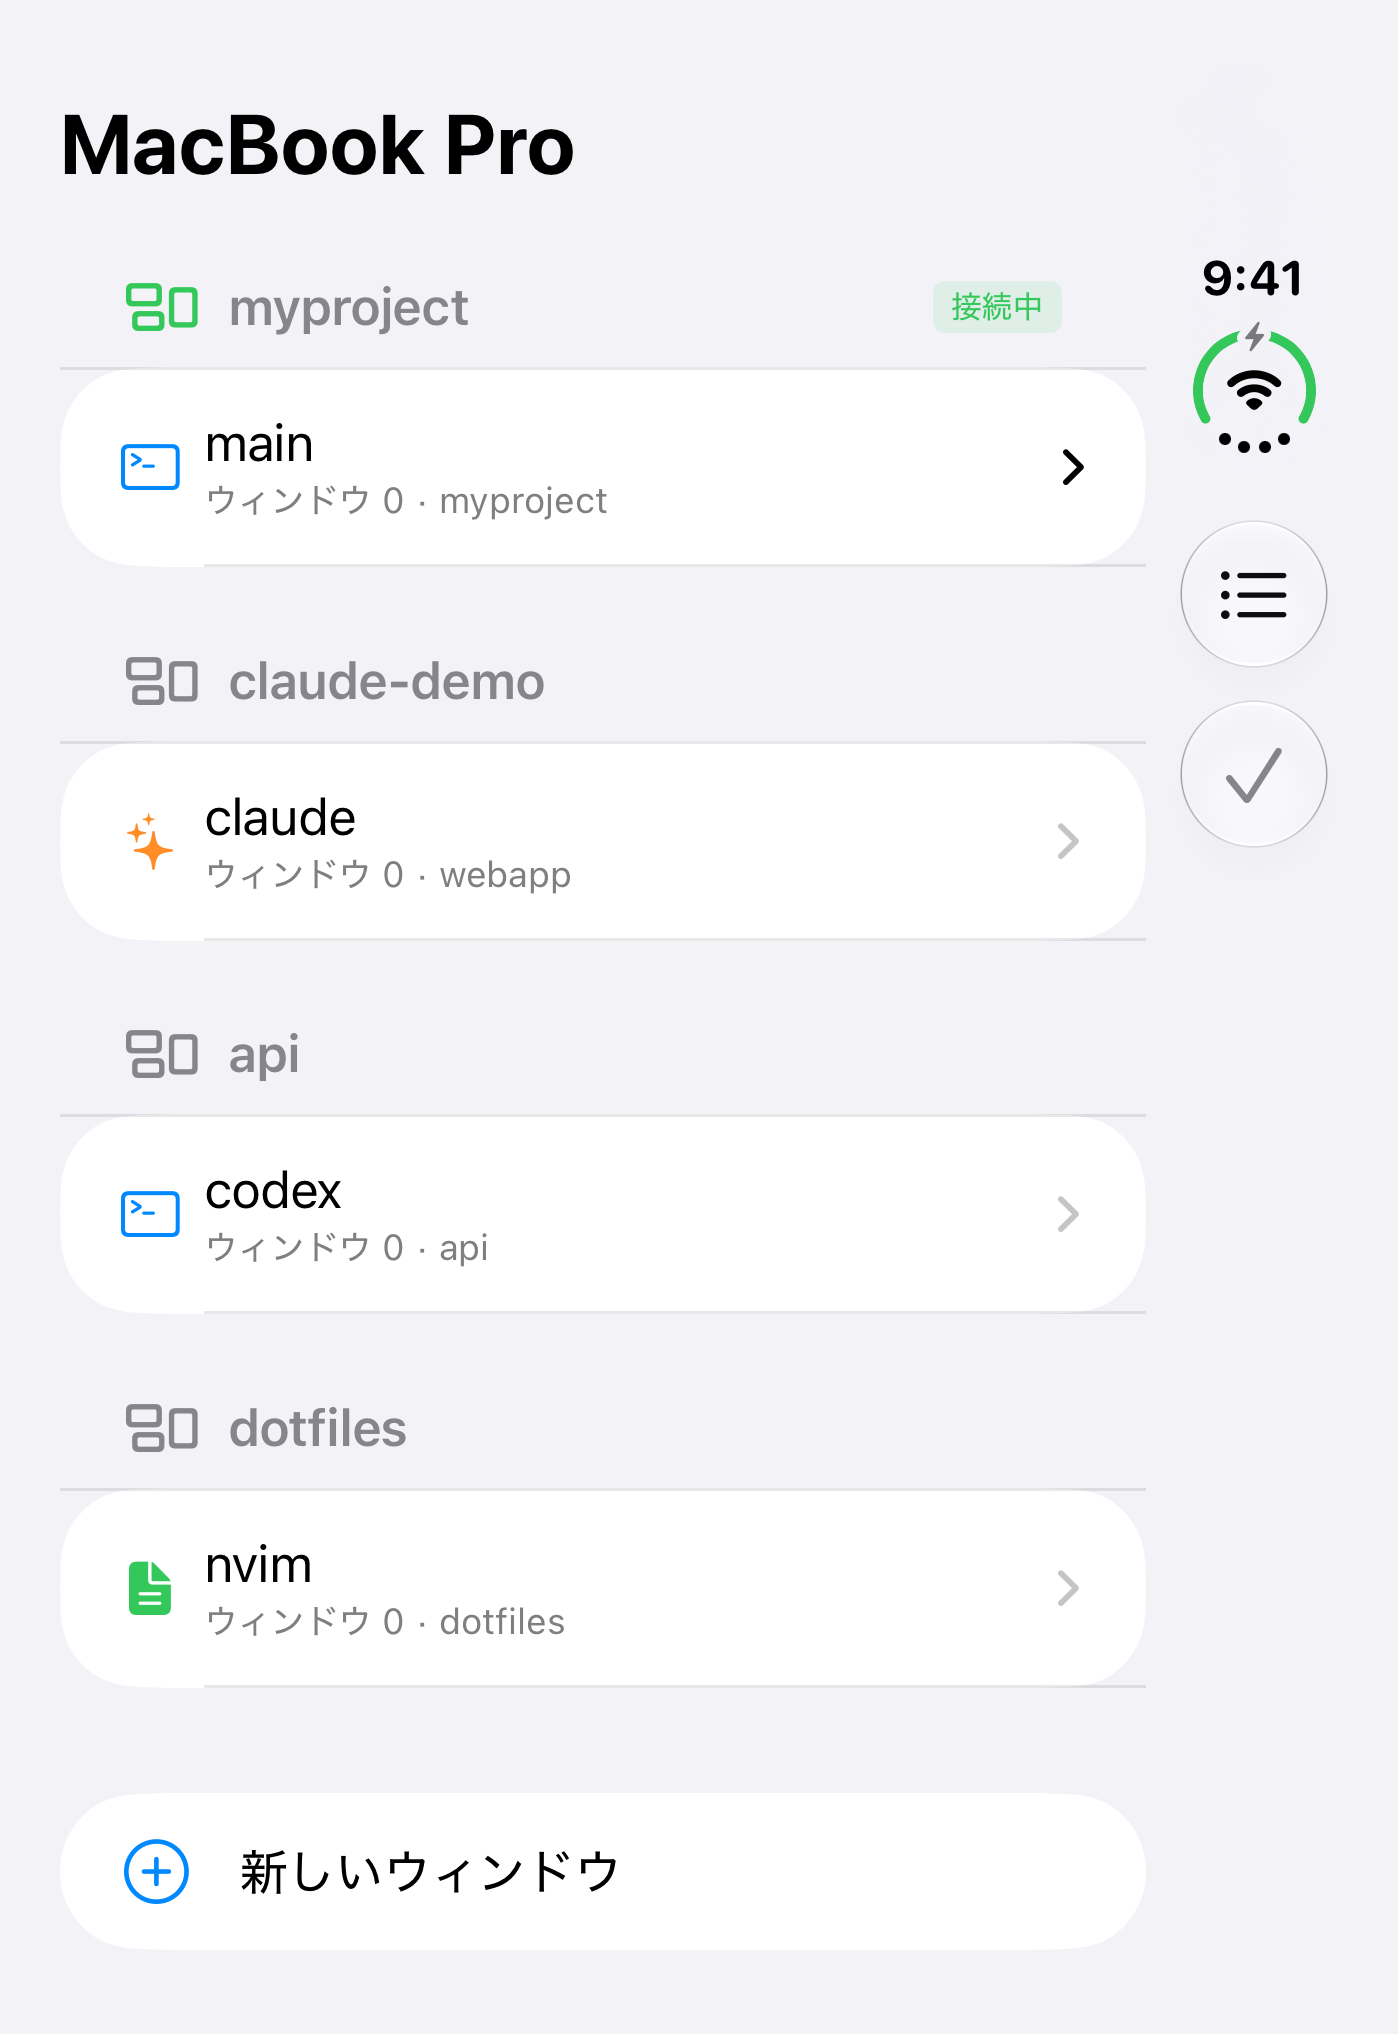 MacBook Pro
9:41
myproject
接続中
main
ウィンドウ 0 · myproject
claude-demo
claude
ウィンドウ 0 · webapp
api
codex
ウィンドウ 0 · api
dotfiles
nvim
ウィンドウ 0 · dotfiles
新しいウィンドウ